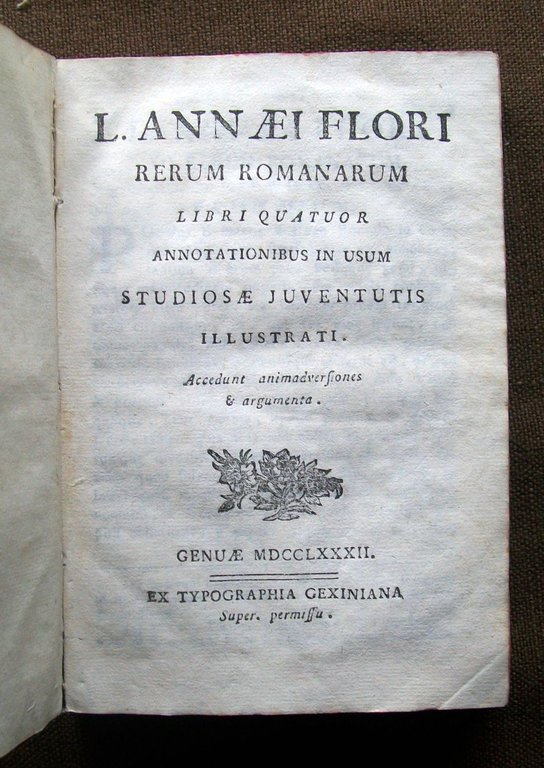 L. ANNÆI FLORI
RERUM ROMANARUM
LIBRI QUATUOR
ANNOTATIONIBUS IN USUM
STUDIOSÆ JUVENTUTIS
ILLUSTRATI.
Accedunt animadverſiones
& argumenta.
GENUÆ MDCCLXXXII.
EX TYPOGRAPHIA GEXINIANA
Super. permiſſu.